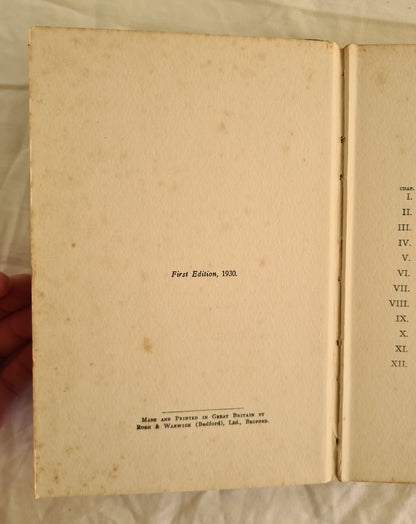 First Edition, 1930.
MADE AND PRINTED IN GREAT BRITAIN BY
RUSH & WARWICK (Bedford), LTD., BEDFORD.
CHAP.
I.
II.
III.
IV.
V.
VI.
VII.
VIII.
IX.
X.
XI.
XII.